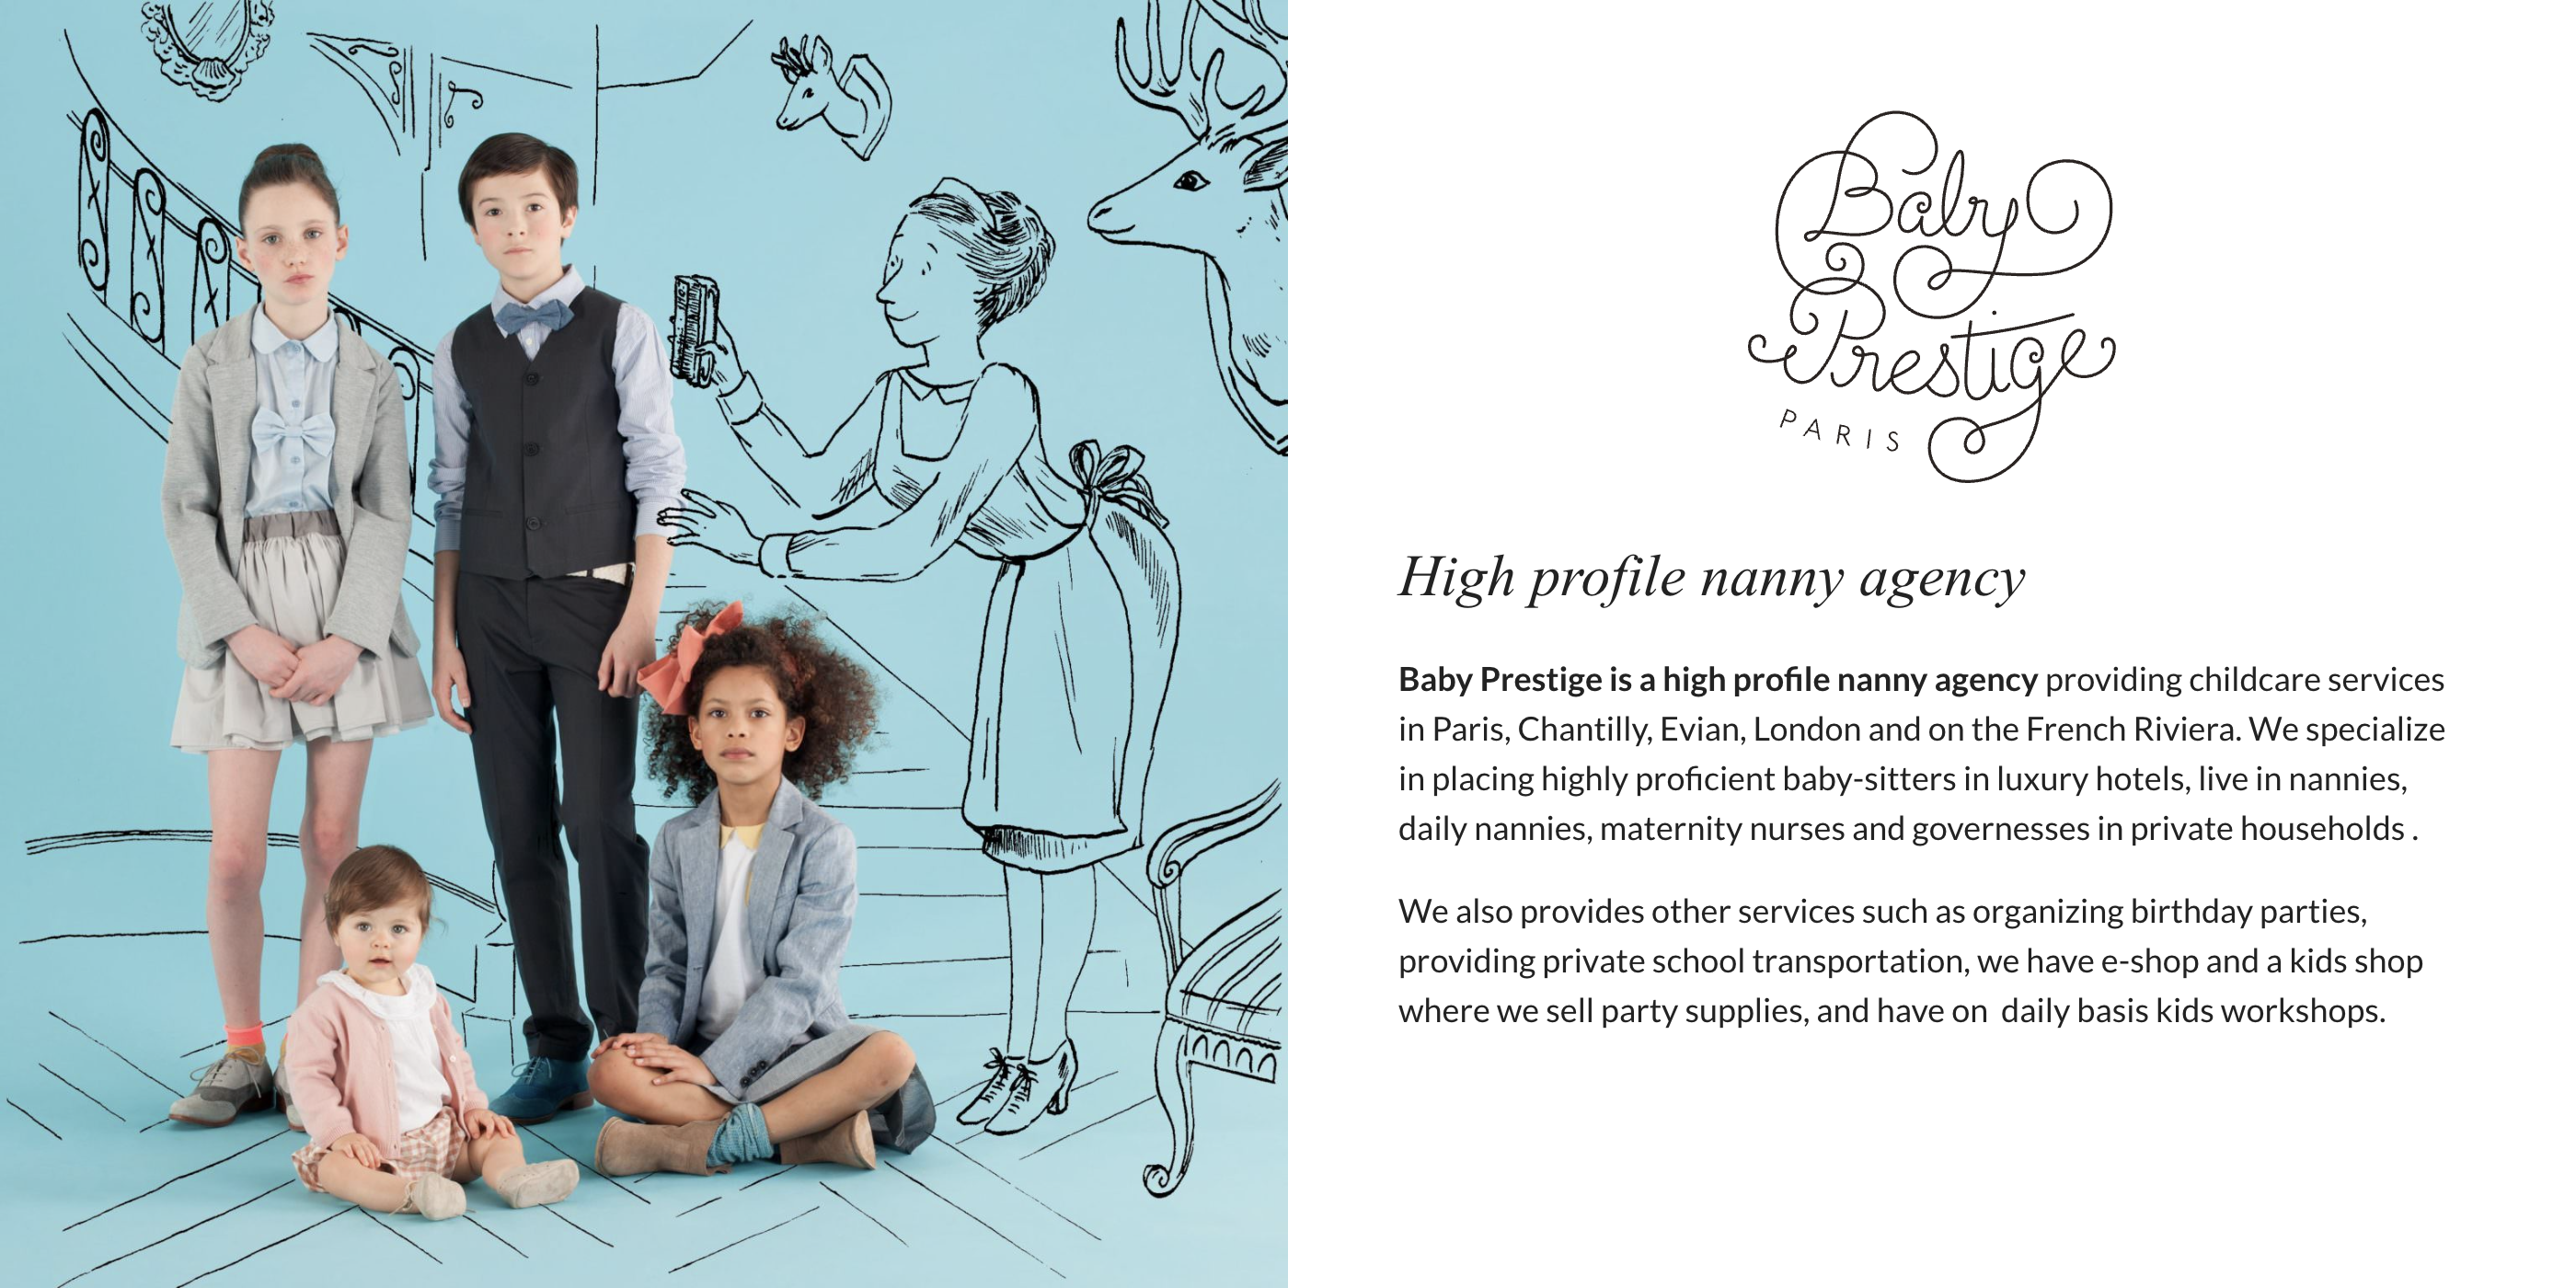 Baby
Prestige
PARIS
High profile nanny agency
Baby Prestige is a high profile nanny agency providing childcare services
in Paris, Chantilly, Evian, London and on the French Riviera. We specialize
in placing highly proficient baby-sitters in luxury hotels, live in nannies,
daily nannies, maternity nurses and governesses in private households .
We also provides other services such as organizing birthday parties,
providing private school transportation, we have e-shop and a kids shop
where we sell party supplies, and have on  daily basis kids workshops.